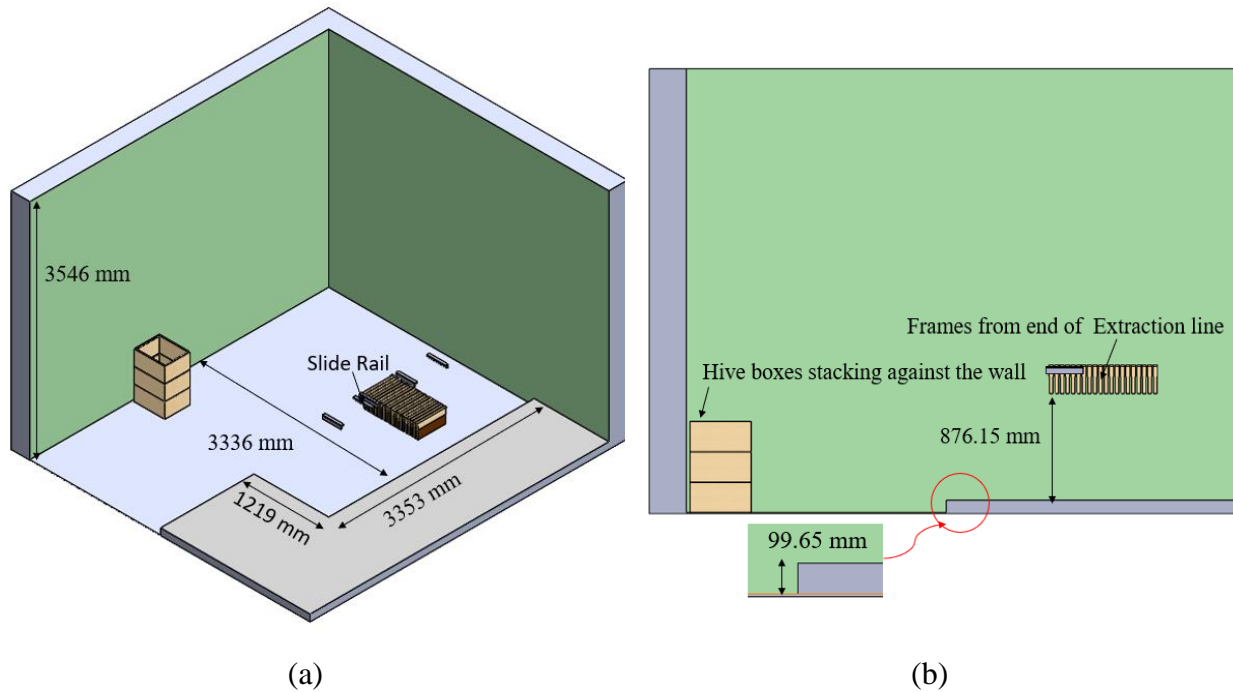 3546 mm
Slide Rail
3336 mm
1219 mm
3353 mm
(a)
Frames from end of Extraction line
Hive boxes stacking against the wall
876.15 mm
99.65 mm
(b)